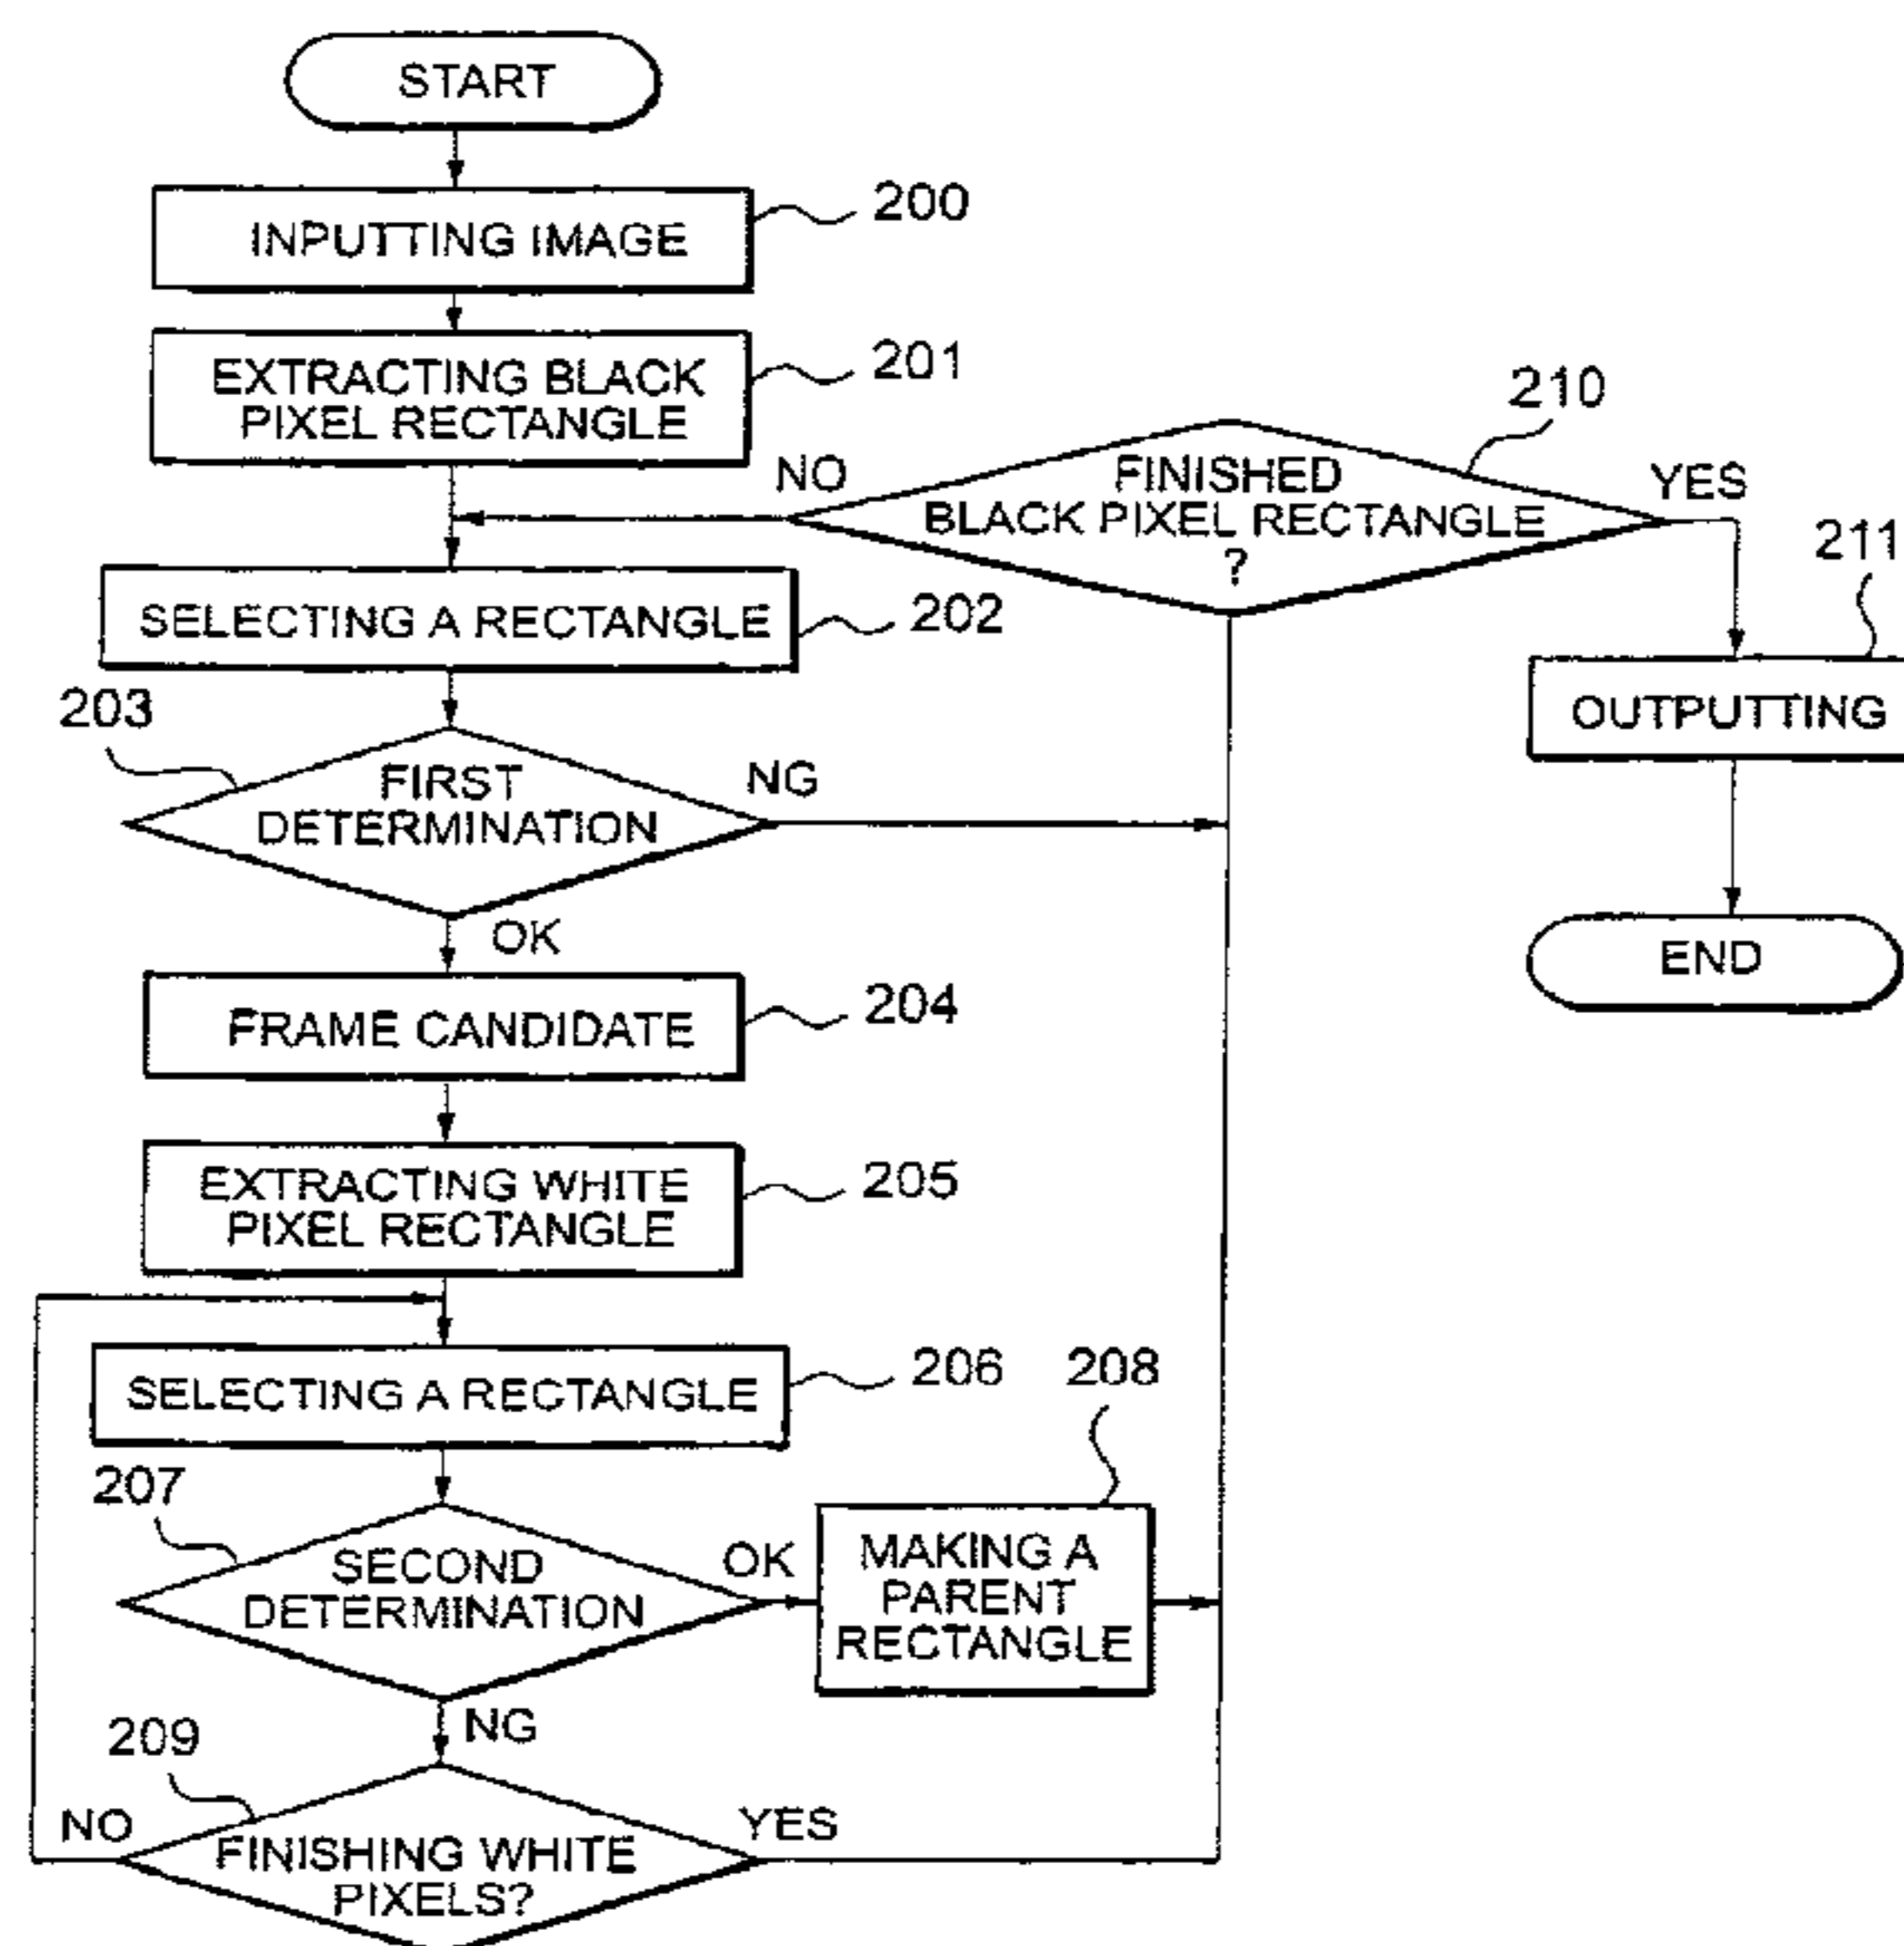 START
INPUTTING IMAGE
200
EXTRACTING BLACK
PIXEL RECTANGLE
201
SELECTING A RECTANGLE
202
203
FIRST
DETERMINATION
NG
OK
FRAME CANDIDATE
204
EXTRACTING WHITE
PIXEL RECTANGLE
205
SELECTING A RECTANGLE
206
207
SECOND
DETERMINATION
OK
NG
208
MAKING A
PARENT
RECTANGLE
209
NO
FINISHING WHITE
PIXELS?
YES
210
NO
FINISHED
BLACK PIXEL RECTANGLE
?
YES
211
OUTPUTTING
END